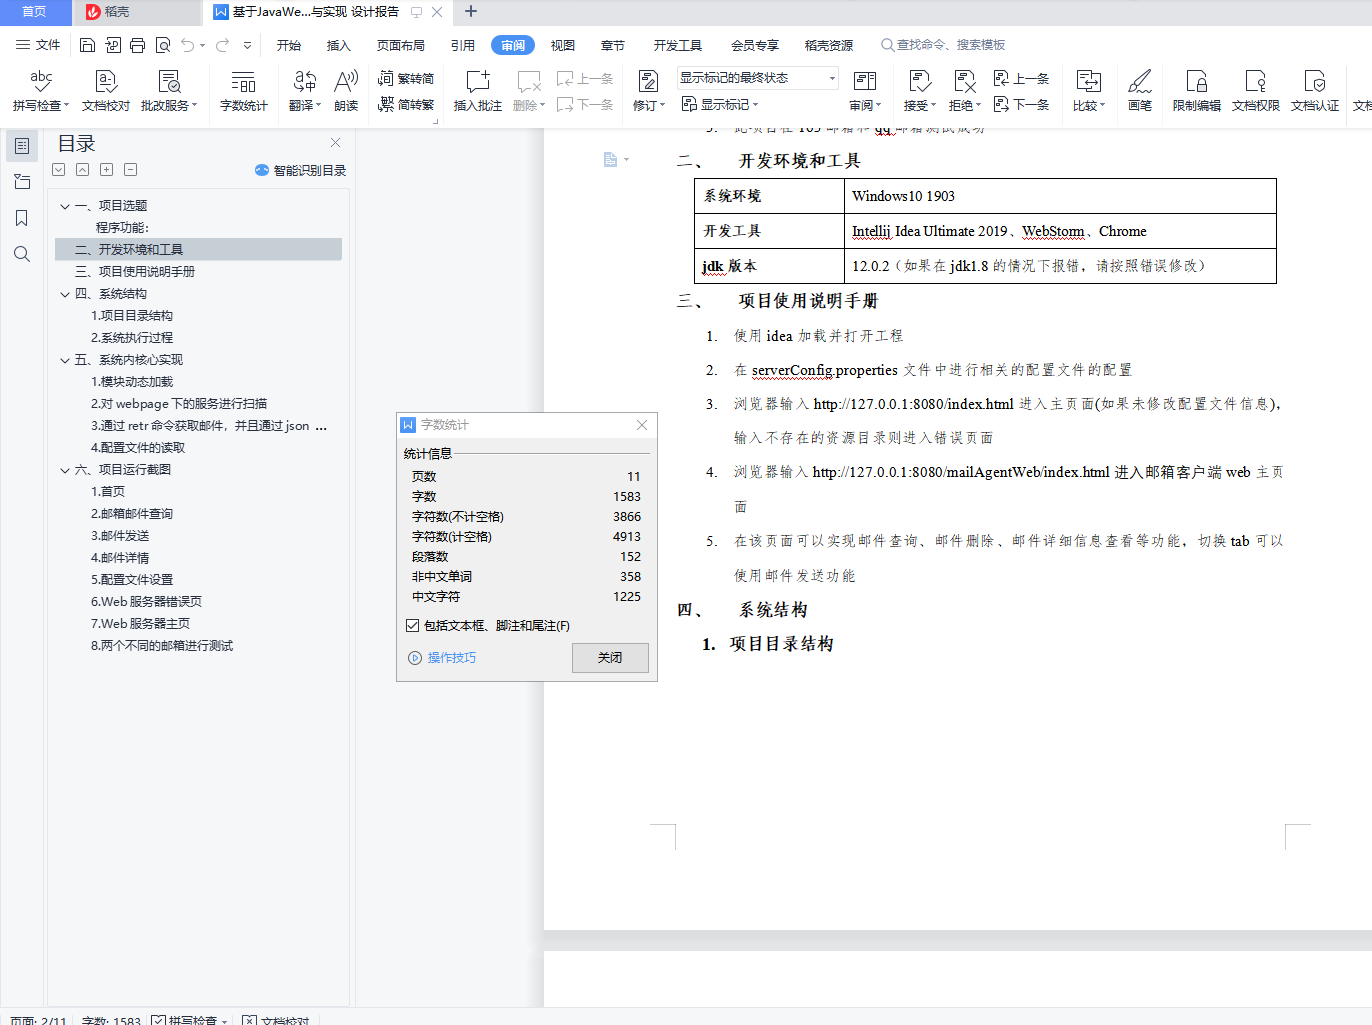 首页 稻壳 基于JavaWe...与实现 设计报告
文件 开始 插入 页面布局 引用 审阅 视图 章节 开发工具 会员专享 稻壳资源 查找命令、搜索模板
abc 繁转简 上一条 显示标记的最终状态 上一条
拼写检查 文档校对 批改服务 字数统计 翻译 朗读 简转繁 插入批注 删除 下一条 修订 显示标记 审阅 接受 拒绝 下一条 比较 画笔 限制编辑 文档权限 文档认证
目录
智能识别目录
一、项目选题
程序功能：
二、开发环境和工具
三、项目使用说明手册
四、系统结构
1.项目目录结构
2.系统执行过程
五、系统内核心实现
1.模块动态加载
2.对 webpage 下的服务进行扫描
3.通过 retr 命令获取邮件，并且通过 json ...
4.配置文件的读取
六、项目运行截图
1.首页
2.邮箱邮件查询
3.邮件发送
4.邮件详情
5.配置文件设置
6.Web 服务器错误页
7.Web 服务器主页
8.两个不同的邮箱进行测试
字数统计
统计信息
页数 11
字数 1583
字符数(不计空格) 3866
字符数(计空格) 4913
段落数 152
非中文单词 358
中文字符 1225
包括文本框、脚注和尾注(F)
操作技巧 关闭
二、 开发环境和工具
系统环境 Windows10 1903
开发工具 Intellij Idea Ultimate 2019、WebStorm、Chrome
jdk 版本 12.0.2（如果在 jdk1.8 的情况下报错，请按照错误修改）
三、 项目使用说明手册
1. 使用 idea 加载并打开工程
2. 在 serverConfig.properties 文件中进行相关的配置文件的配置
3. 浏览器输入 http://127.0.0.1:8080/index.html 进入主页面(如果未修改配置文件信息)，
输入不存在的资源目录则进入错误页面
4. 浏览器输入 http://127.0.0.1:8080/mailAgentWeb/index.html 进入邮箱客户端 web 主页
面
5. 在该页面可以实现邮件查询、邮件删除、邮件详细信息查看等功能，切换 tab 可以
使用邮件发送功能
四、 系统结构
1. 项目目录结构
页面: 2/11 字数: 1583 拼写检查 文档校对